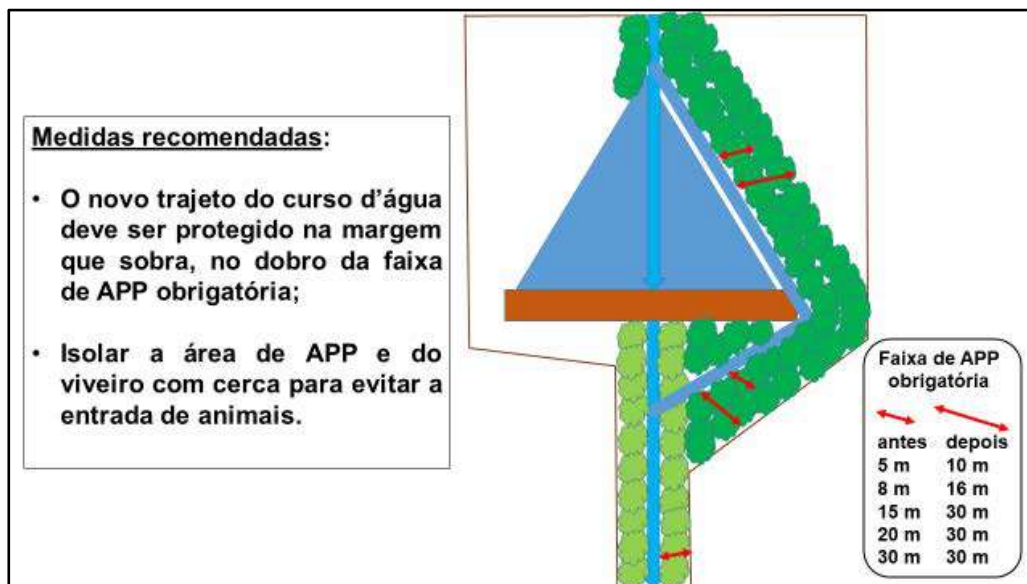 Medidas recomendadas:
• O novo trajeto do curso d'água
deve ser protegido na margem
que sobra, no dobro da faixa
de APP obrigatória;
• Isolar a área de APP e do
viveiro com cerca para evitar a
entrada de animais.
Faixa de APP
obrigatória
antes depois
5 m 10 m
8 m 16 m
15 m 30 m
20 m 30 m
30 m 30 m